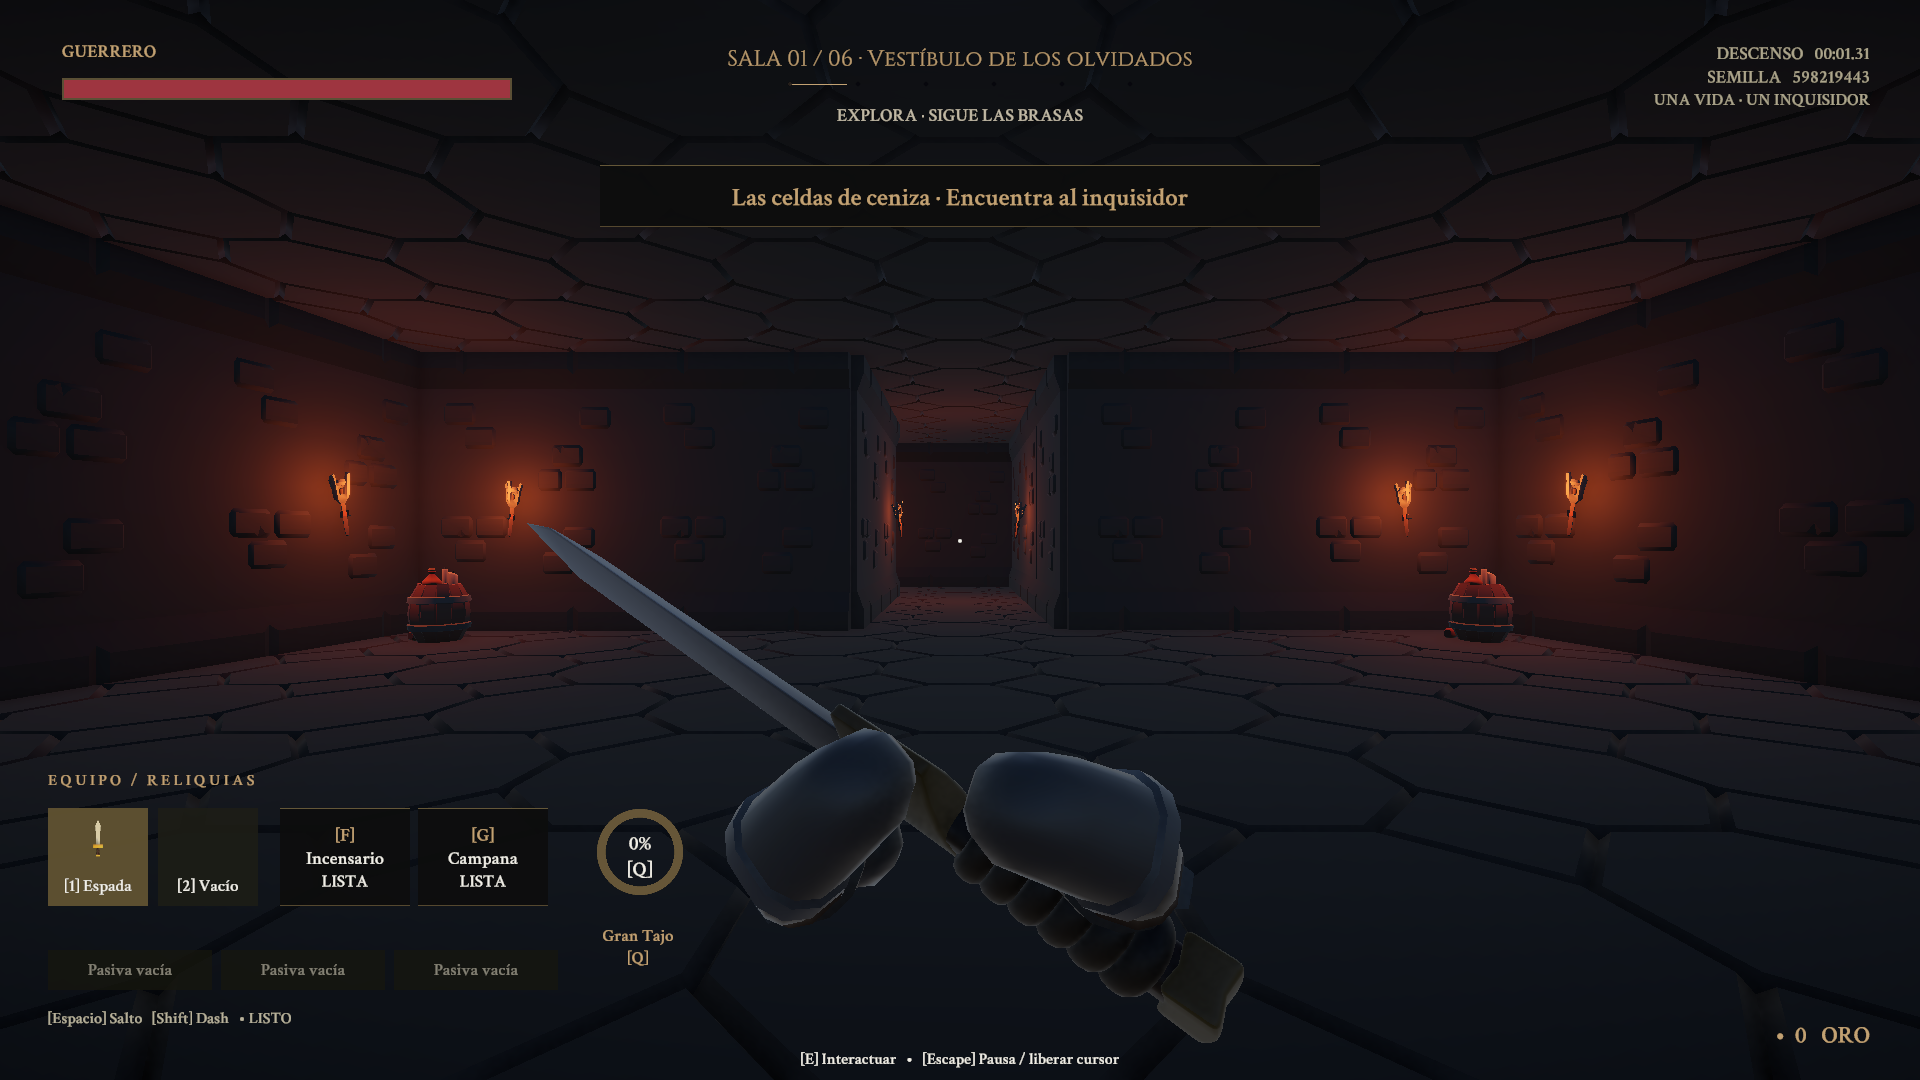 GUERRERO
SALA 01 / 06 · VESTÍBULO DE LOS OLVIDADOS
EXPLORA · SIGUE LAS BRASAS
DESCENSO 00:01.31
SEMILLA 598219443
UNA VIDA · UN INQUISIDOR
Las celdas de ceniza · Encuentra al inquisidor
EQUIPO / RELIQUIAS
[1] Espada
[2] Vacío
[F]
Incensario
LISTA
[G]
Campana
LISTA
0%
[Q]
Gran Tajo
[Q]
Pasiva vacía
Pasiva vacía
Pasiva vacía
[Espacio] Salto [Shift] Dash • LISTO
[E] Interactuar • [Escape] Pausa / liberar cursor
• 0 ORO